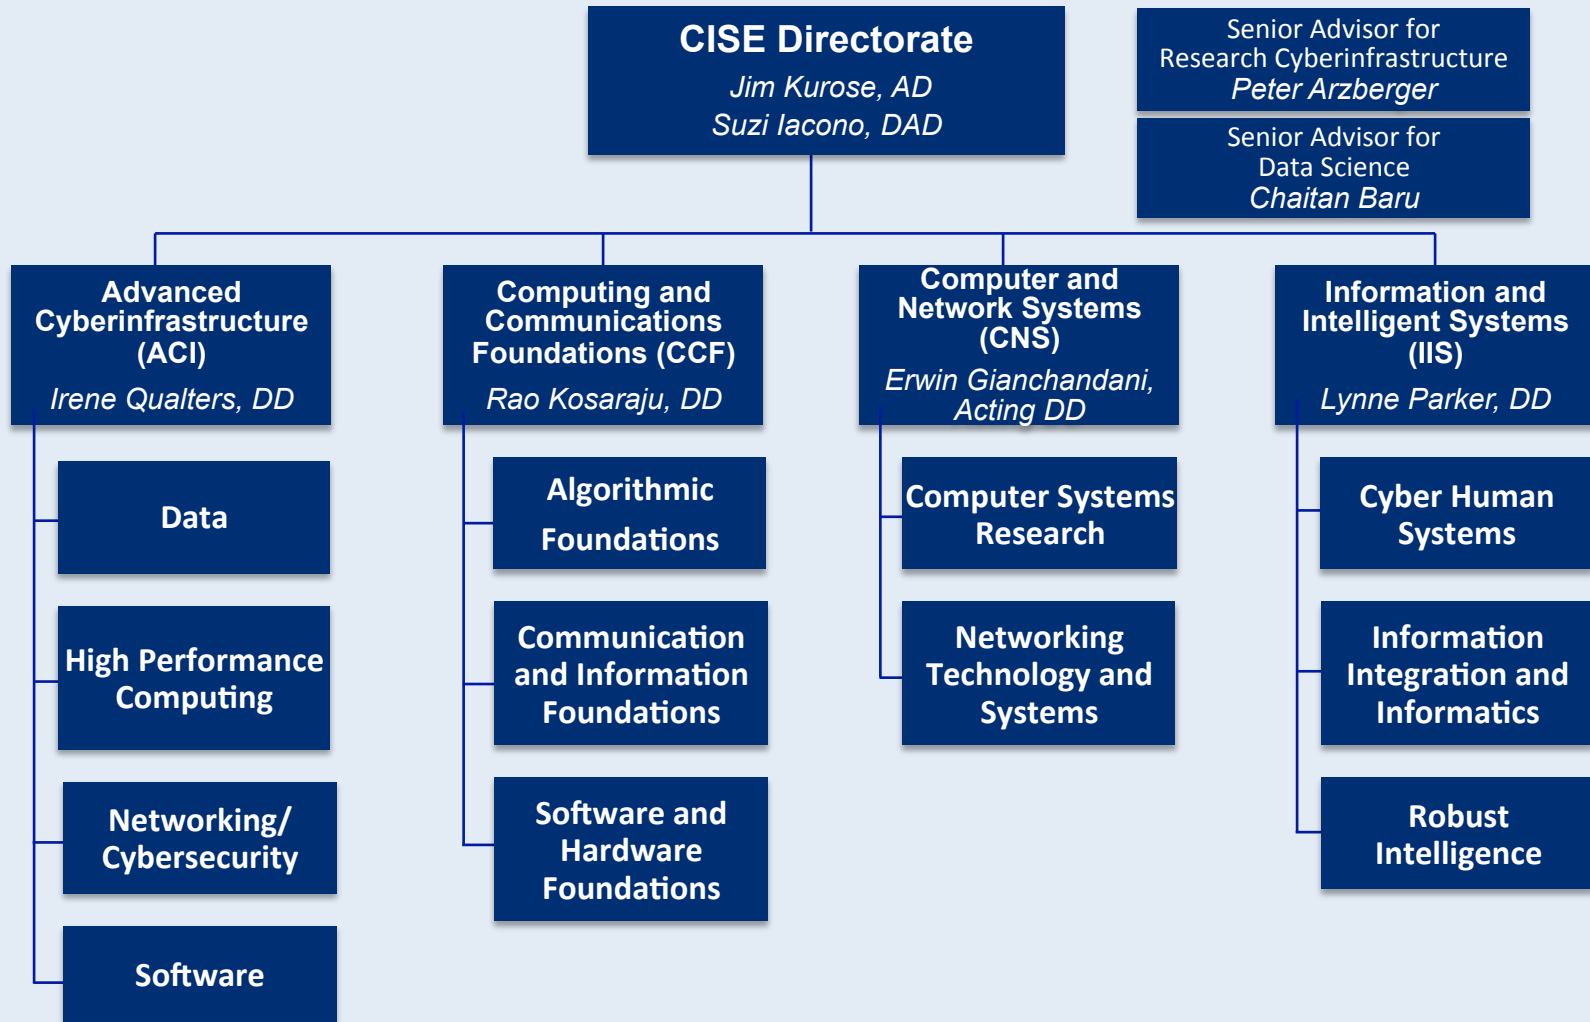 CISE Directorate
Jim Kurose, AD
Suzi Iacono, DAD
Senior Advisor for
Research Cyberinfrastructure
Peter Arzberger
Senior Advisor for
Data Science
Chaitan Baru
Advanced
Cyberinfrastructure
(ACI)
Irene Qualters, DD
Data
High Performance
Computing
Networking/
Cybersecurity
Software
Computing and
Communications
Foundations (CCF)
Rao Kosaraju, DD
Algorithmic
Foundations
Communication
and Information
Foundations
Software and
Hardware
Foundations
Computer and
Network Systems
(CNS)
Erwin Gianchandani,
Acting DD
Computer Systems
Research
Networking
Technology and
Systems
Information and
Intelligent Systems
(IIS)
Lynne Parker, DD
Cyber Human
Systems
Information
Integration and
Informatics
Robust
Intelligence